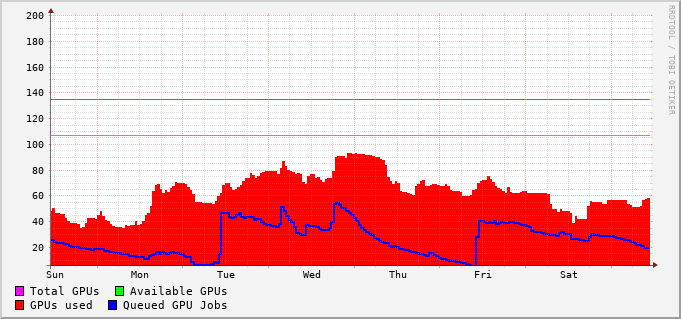 200
180
160
140
120
100
80
60
40
20
Sun Mon Tue Wed Thu Fri Sat
Total GPUs Available GPUs
GPUs used Queued GPU Jobs
RRDTOOL / TOBI OETIKER